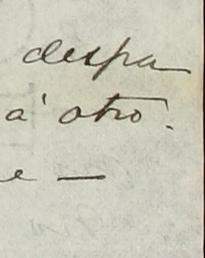 despa
á otro.
e —